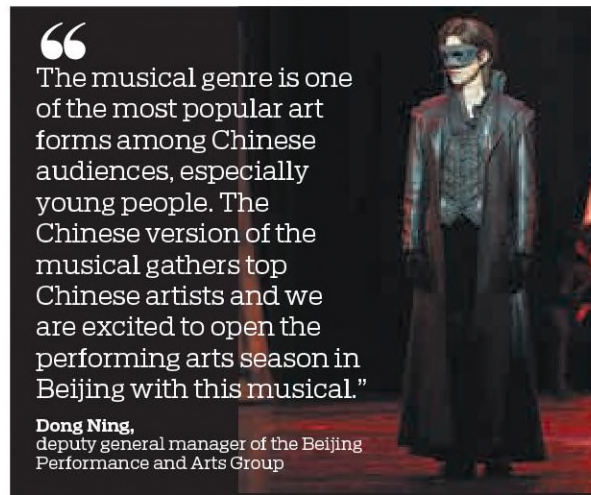 “
The musical genre is one
of the most popular art
forms among Chinese
audiences, especially
young people. The
Chinese version of the
musical gathers top
Chinese artists and we
are excited to open the
performing arts season in
Beijing with this musical.”
Dong Ning,
deputy general manager of the Beijing
Performance and Arts Group